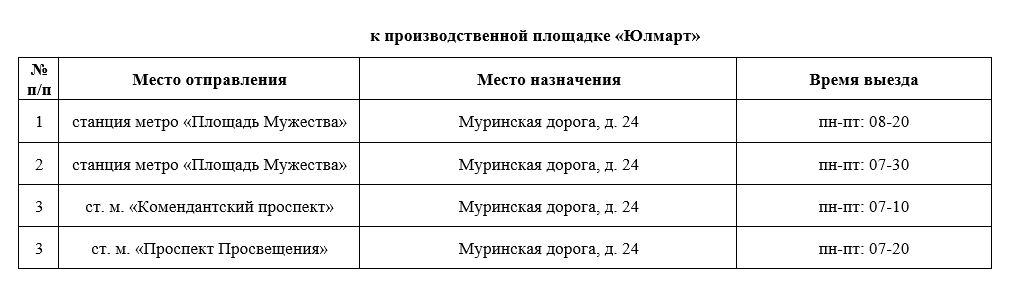 к производственной площадке «Юлмарт»
№ п/п Место отправления Место назначения Время выезда
1 станция метро «Площадь Мужества» Муринская дорога, д. 24 пн-пт: 08-20
2 станция метро «Площадь Мужества» Муринская дорога, д. 24 пн-пт: 07-30
3 ст. м. «Комендантский проспект» Муринская дорога, д. 24 пн-пт: 07-10
3 ст. м. «Проспект Просвещения» Муринская дорога, д. 24 пн-пт: 07-20